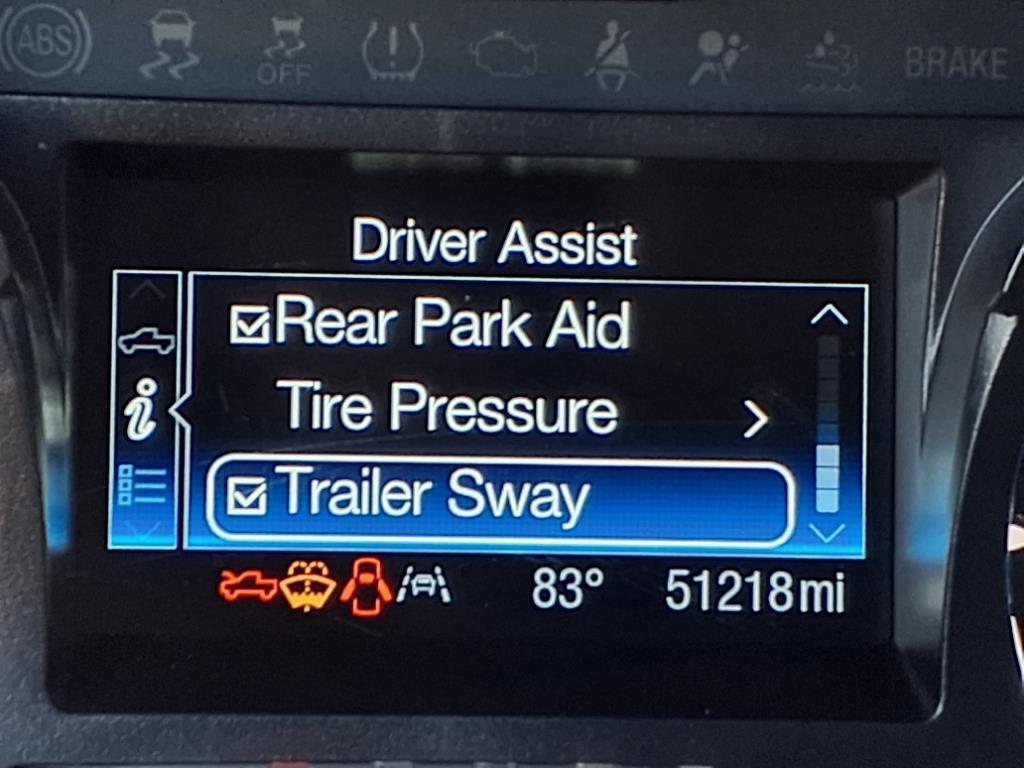 ABS
OFF
BRAKE
Driver Assist
Rear Park Aid
Tire Pressure
Trailer Sway
83° 51218mi